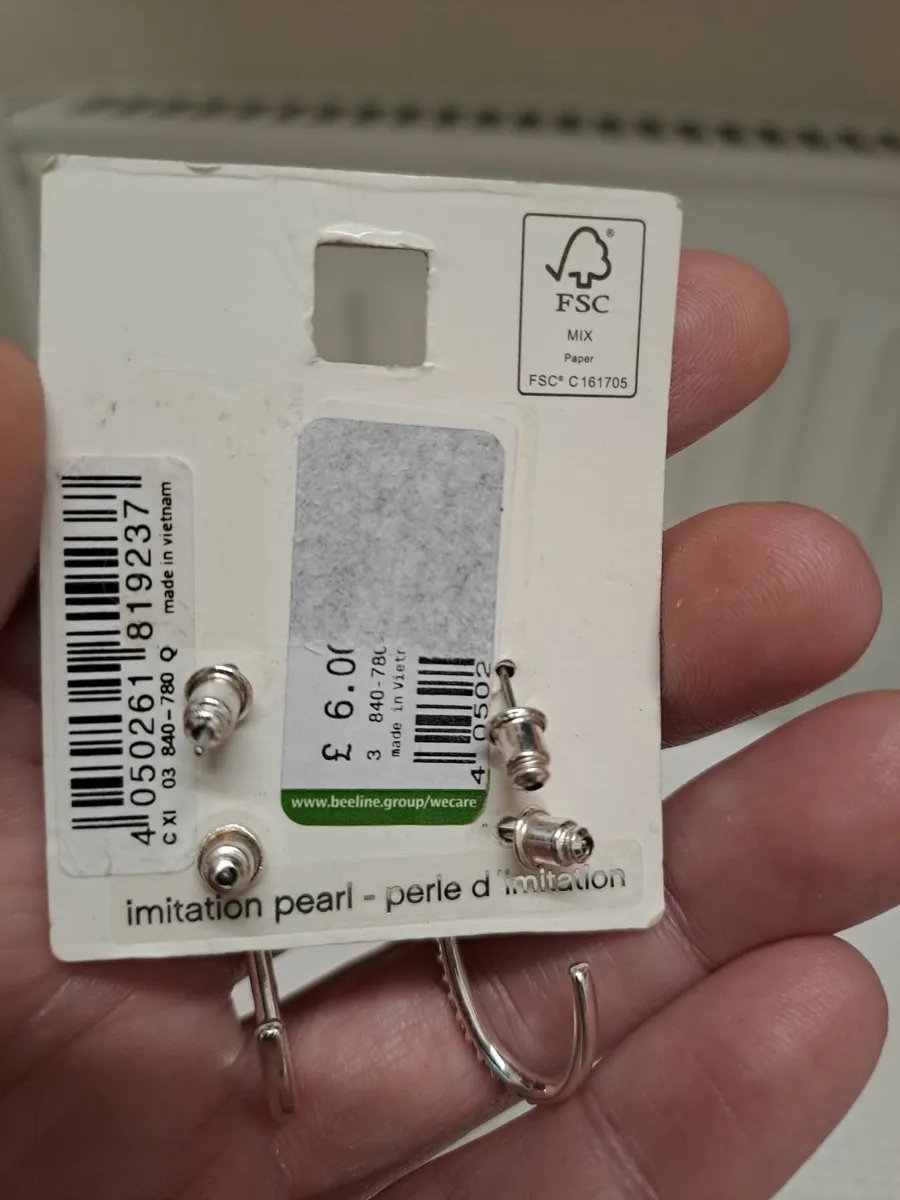 FSC®
MIX
Paper
FSC® C161705
4 050261 819237
C XI 03 840-780 Q made in vietnam
£ 6.0
3 840-780
made in Vietr
4 0502
www.beeline.group/wecare
imitation pearl - perle d'imitation